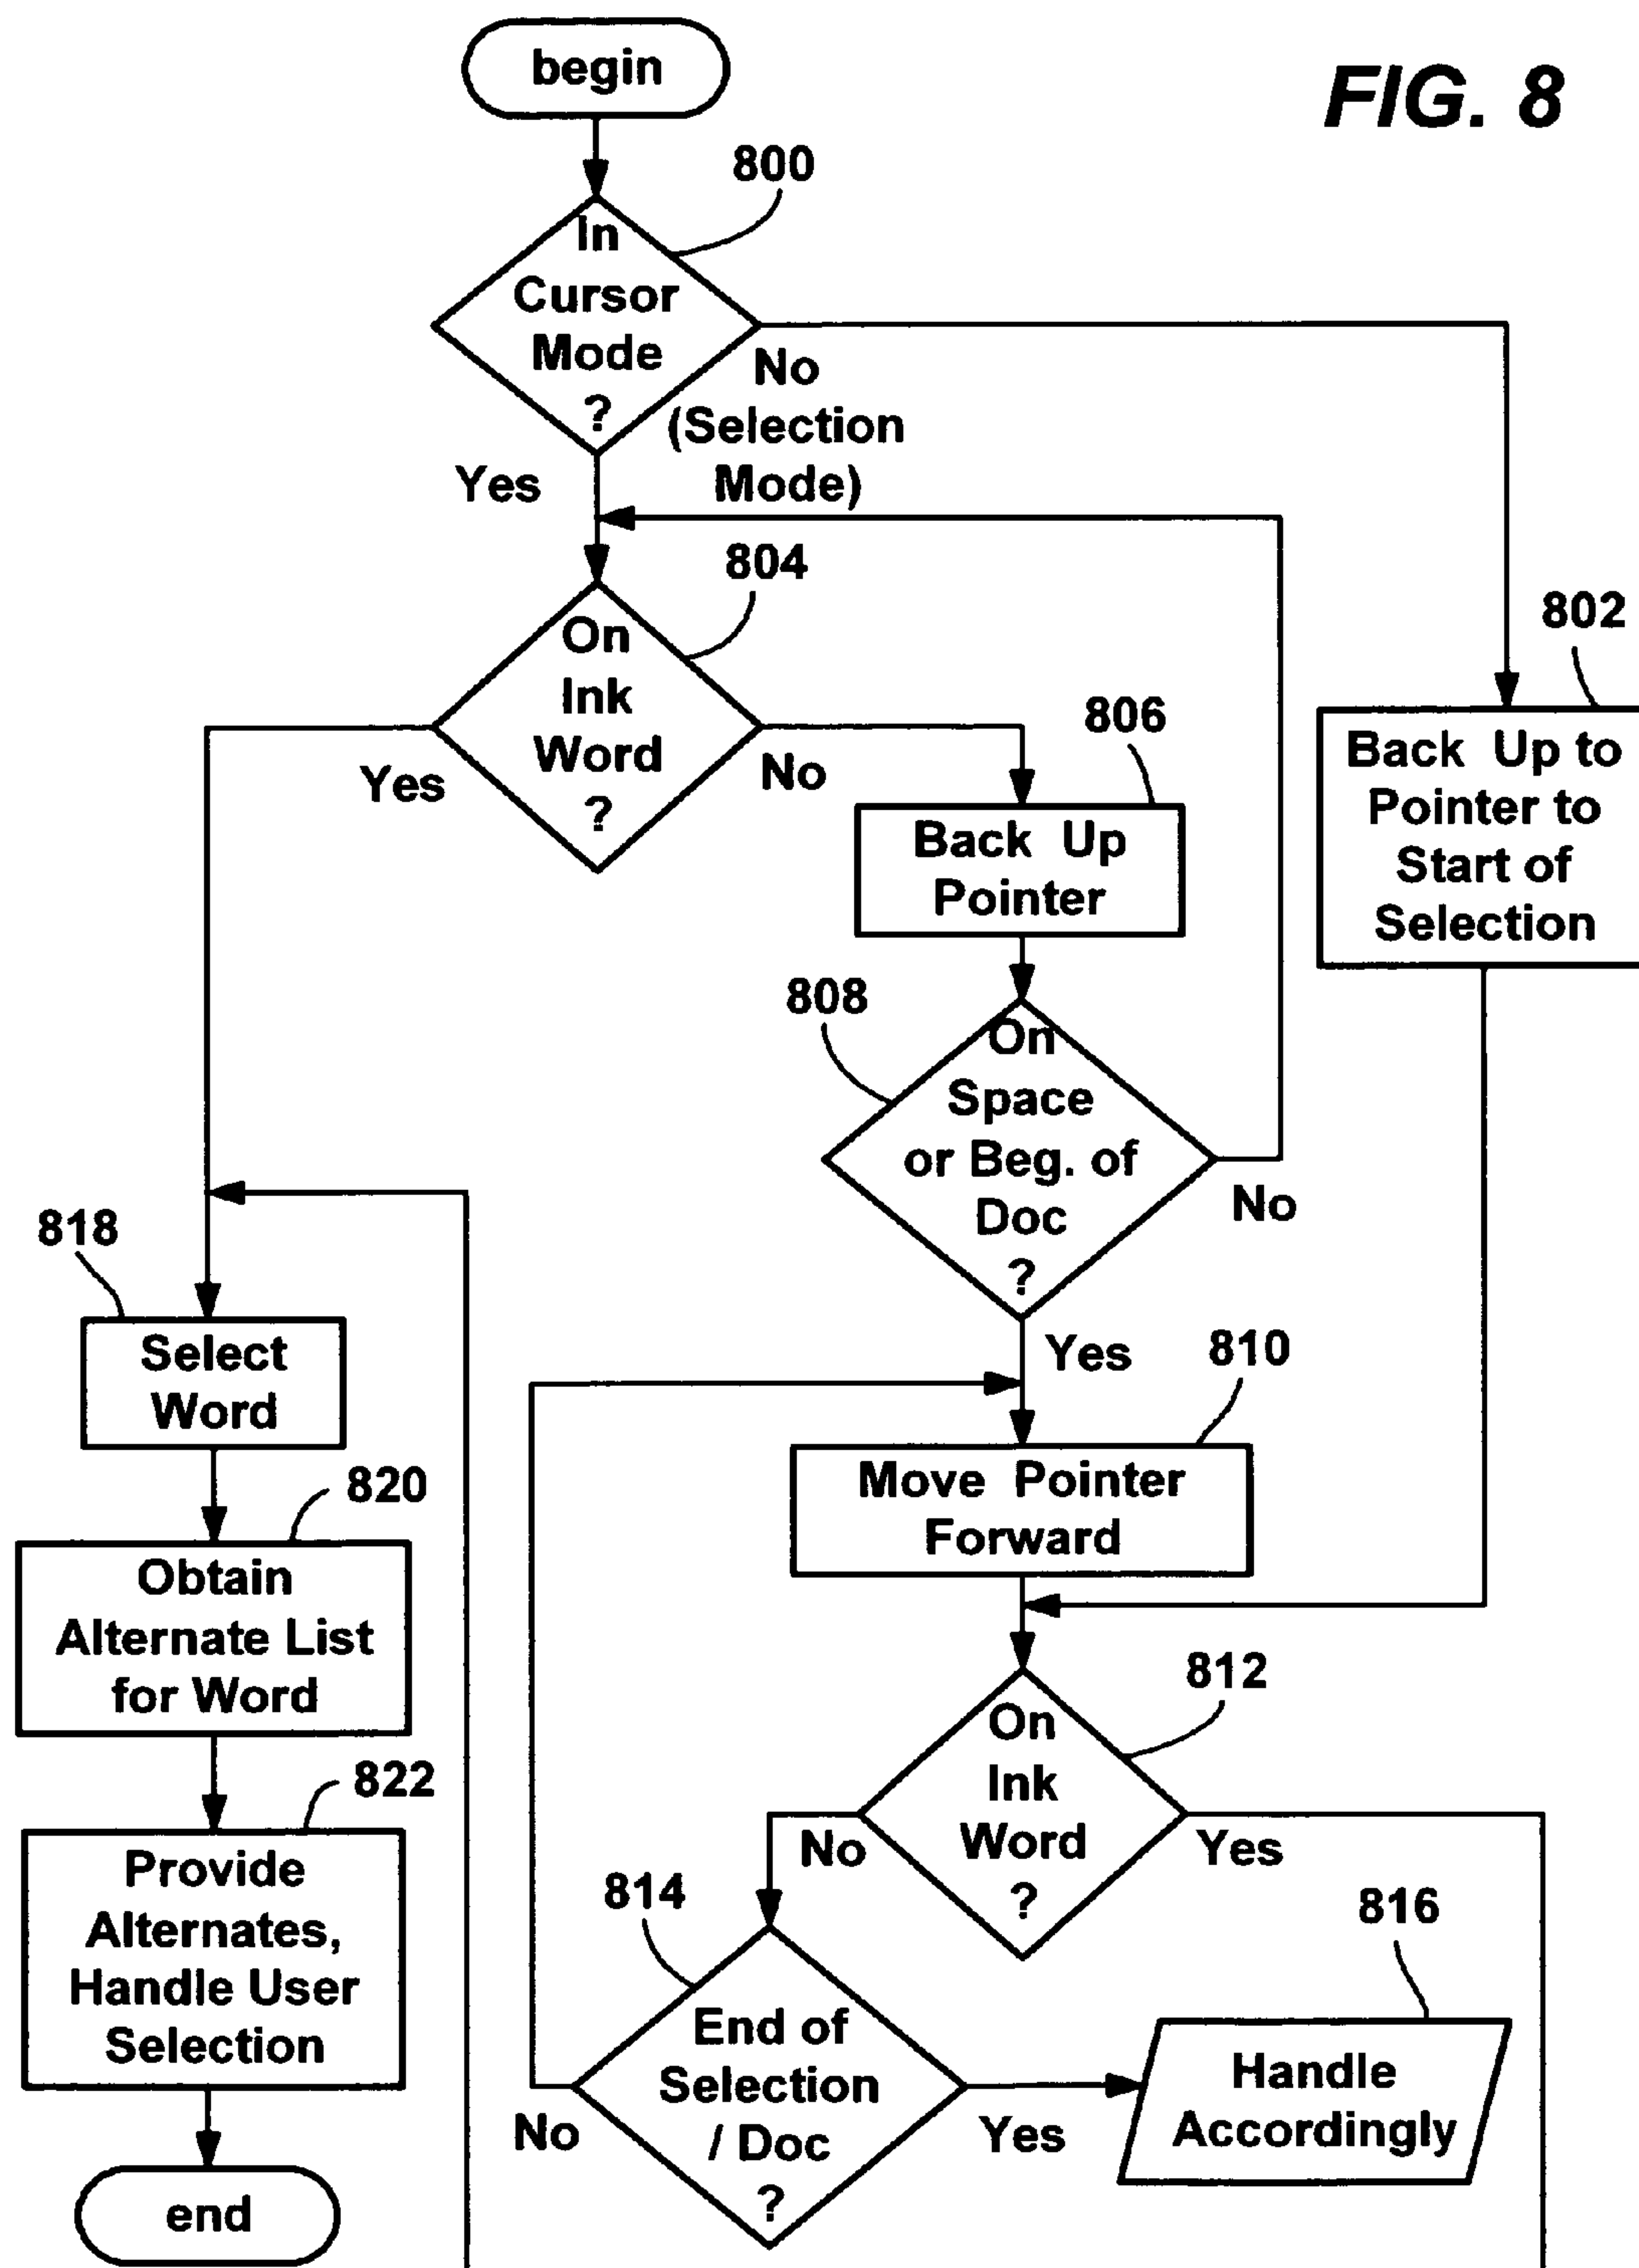 begin
FIG. 8
800
In
Cursor
Mode
?
No
(Selection
Mode)
Yes
804
On
Ink
Word
?
Yes
No
802
Back Up to
Pointer to
Start of
Selection
806
Back Up
Pointer
808
On
Space
or Beg. of
Doc
?
No
Yes
818
Select
Word
810
Move Pointer
Forward
820
Obtain
Alternate List
for Word
812
On
Ink
Word
?
No
Yes
822
Provide
Alternates,
Handle User
Selection
814
End of
Selection
/ Doc
?
No
Yes
816
Handle
Accordingly
end